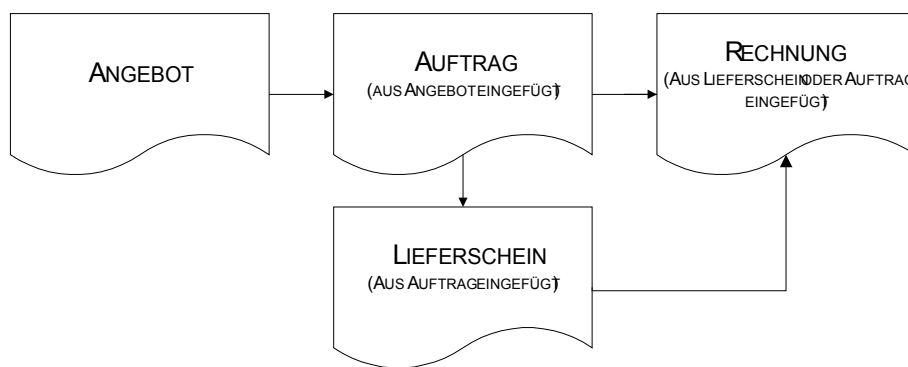 ANGEBOT
AUFTRAG
(AUS ANGEBOT EINGEFÜGT)
RECHNUNG
(AUS LIEFERSCHEIN ODER AUFTRAG
EINGEFÜGT)
LIEFERSCHEIN
(AUS AUFTRAG EINGEFÜGT)